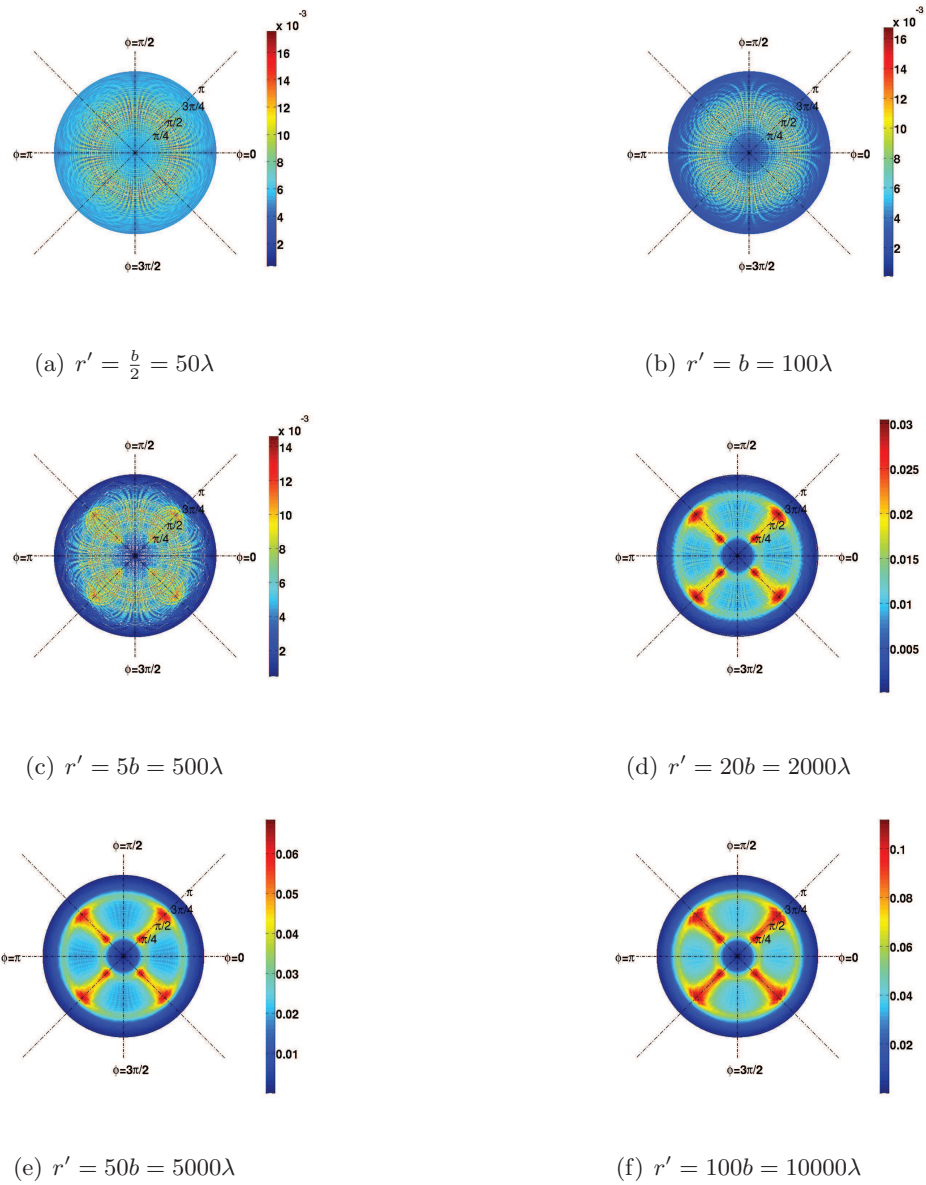 x 10 -3
φ=π/2
π
3π/4
π/2
π/4
φ=π
φ=0
φ=3π/2
16
14
12
10
8
6
4
2
(a) r′ = b/2 = 50λ
x 10 -3
φ=π/2
π
3π/4
π/2
π/4
φ=π
φ=0
φ=3π/2
16
14
12
10
8
6
4
2
(b) r′ = b = 100λ
x 10 -3
φ=π/2
π
3π/4
π/2
π/4
φ=π
φ=0
φ=3π/2
14
12
10
8
6
4
2
(c) r′ = 5b = 500λ
φ=π/2
π
3π/4
π/2
π/4
φ=π
φ=0
φ=3π/2
0.03
0.025
0.02
0.015
0.01
0.005
(d) r′ = 20b = 2000λ
φ=π/2
π
3π/4
π/2
π/4
φ=π
φ=0
φ=3π/2
0.06
0.05
0.04
0.03
0.02
0.01
(e) r′ = 50b = 5000λ
φ=π/2
π
3π/4
π/2
π/4
φ=π
φ=0
φ=3π/2
0.1
0.08
0.06
0.04
0.02
(f) r′ = 100b = 10000λ